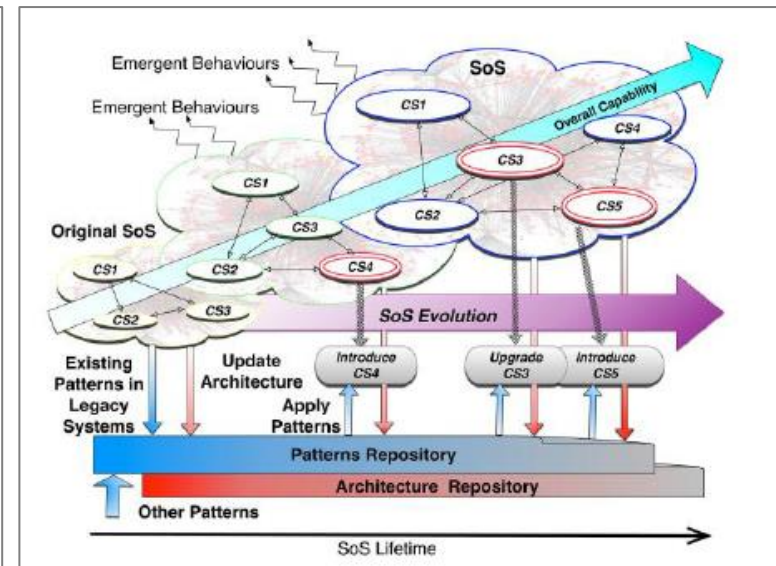 Emergent Behaviours
SoS
Emergent Behaviours
CS1
Overall Capability
CS4
CS3
CS1
CS5
CS2
Original SoS
CS3
CS1
CS2
CS4
CS2
CS3
SoS Evolution
Existing
Patterns in
Legacy
Systems
Update
Architecture
Introduce
CS4
Upgrade
CS3
Introduce
CS5
Apply
Patterns
Patterns Repository
Architecture Repository
Other Patterns
SoS Lifetime